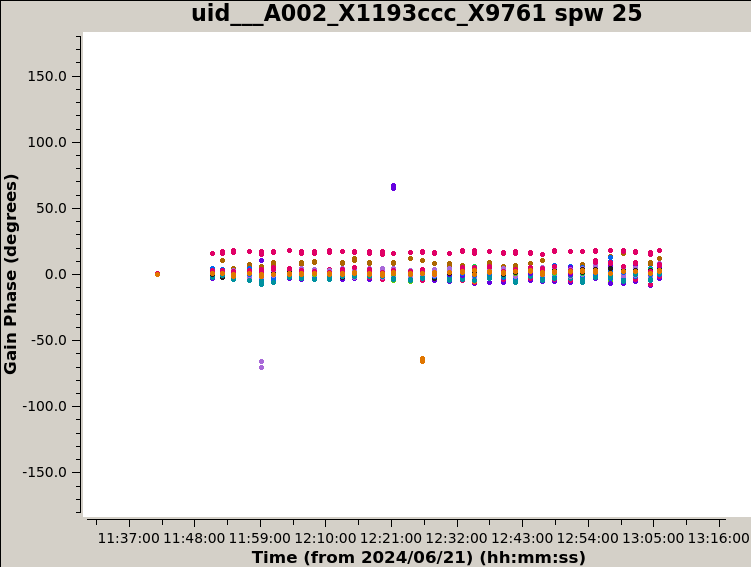 uid___A002_X1193ccc_X9761 spw 25
150.0
100.0
50.0
0.0
-50.0
-100.0
-150.0
Gain Phase (degrees)
11:37:00 11:48:00 11:59:00 12:10:00 12:21:00 12:32:00 12:43:00 12:54:00 13:05:00 13:16:00
Time (from 2024/06/21) (hh:mm:ss)